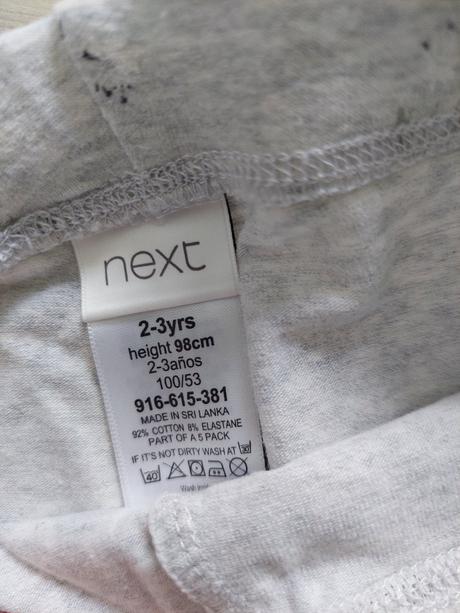 next
2-3yrs
height 98cm
2-3años
100/53
916-615-381
MADE IN SRI LANKA
92% COTTON 8% ELASTANE
PART OF A 5 PACK
IF IT'S NOT DIRTY WASH AT 30
40
Wash